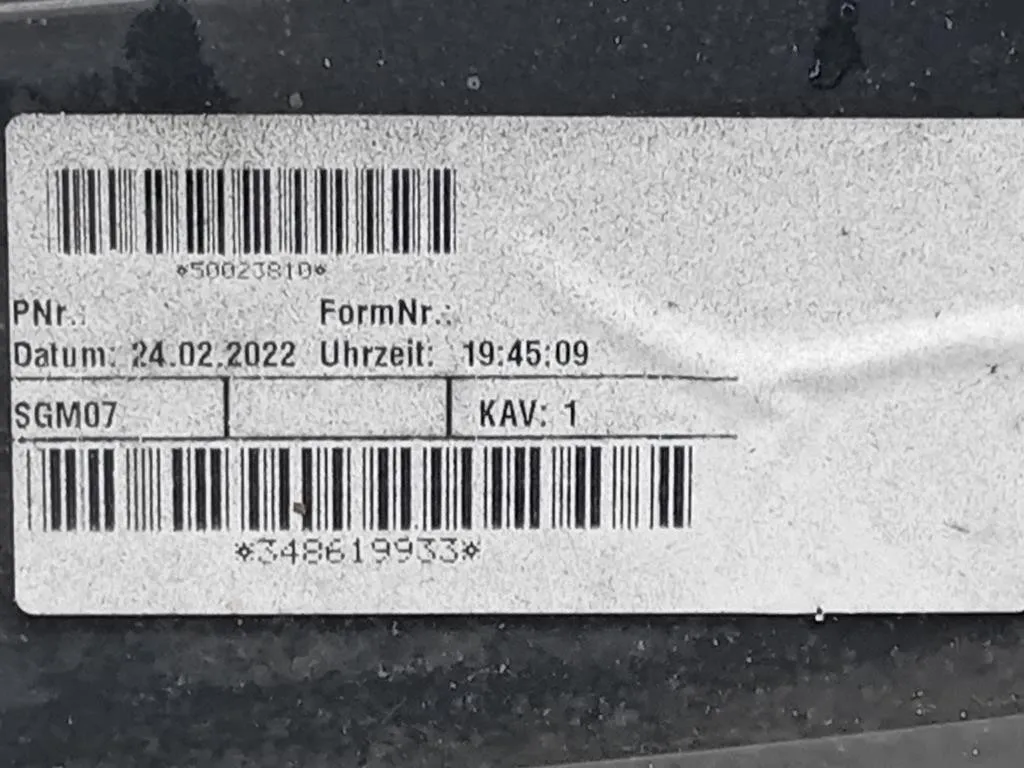 *50023810*
PNr.: FormNr.:
Datum: 24.02.2022 Uhrzeit: 19:45:09
SGM07 KAV: 1
*348619933*